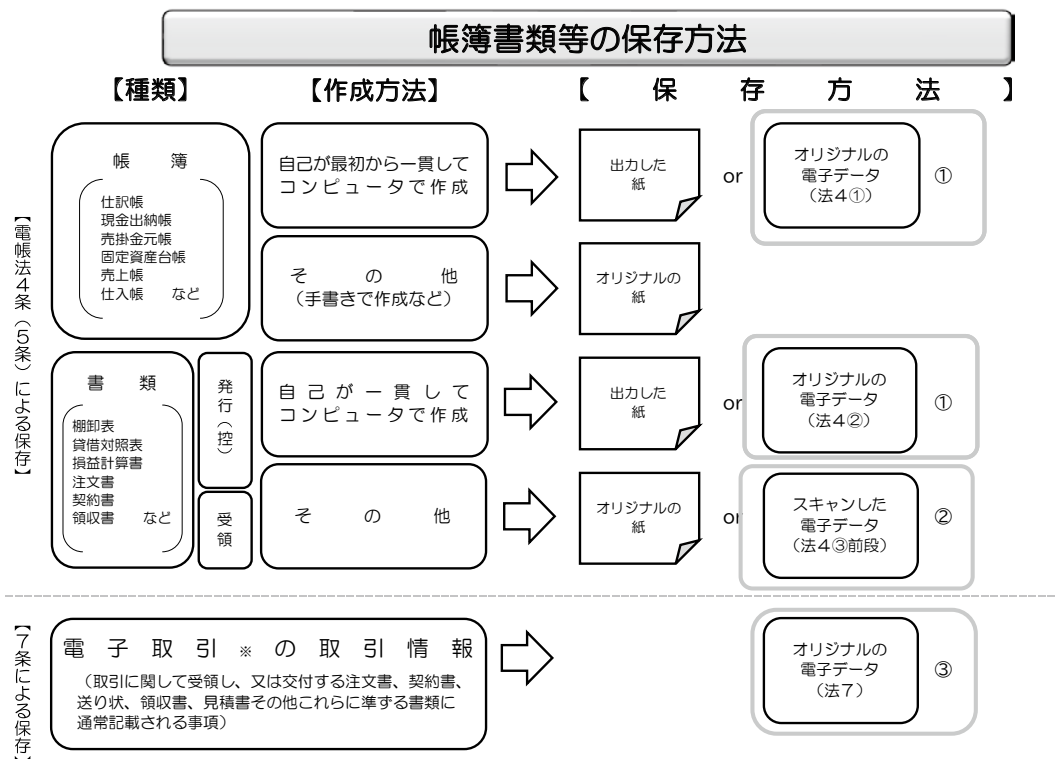 帳簿書類等の保存方法
【種類】
【作成方法】
【保存方法】
【電帳法4条（5条）による保存】
帳簿
仕訳帳
現金出納帳
売掛金元帳
固定資産台帳
売上帳
仕入帳 など
自己が最初から一貫して
コンピュータで作成
出力した
紙
or
オリジナルの
電子データ
（法4①）
①
その他
（手書きで作成など）
オリジナルの
紙
書類
棚卸表
貸借対照表
損益計算書
注文書
契約書
領収書 など
発行（控）
自己が一貫して
コンピュータで作成
出力した
紙
or
オリジナルの
電子データ
（法4②）
①
受領
その他
オリジナルの
紙
or
スキャンした
電子データ
（法4③前段）
②
【7条による保存】
電子取引※の取引情報
（取引に関して受領し、又は交付する注文書、契約書、
送り状、領収書、見積書その他これらに準ずる書類に
通常記載される事項）
オリジナルの
電子データ
（法7）
③